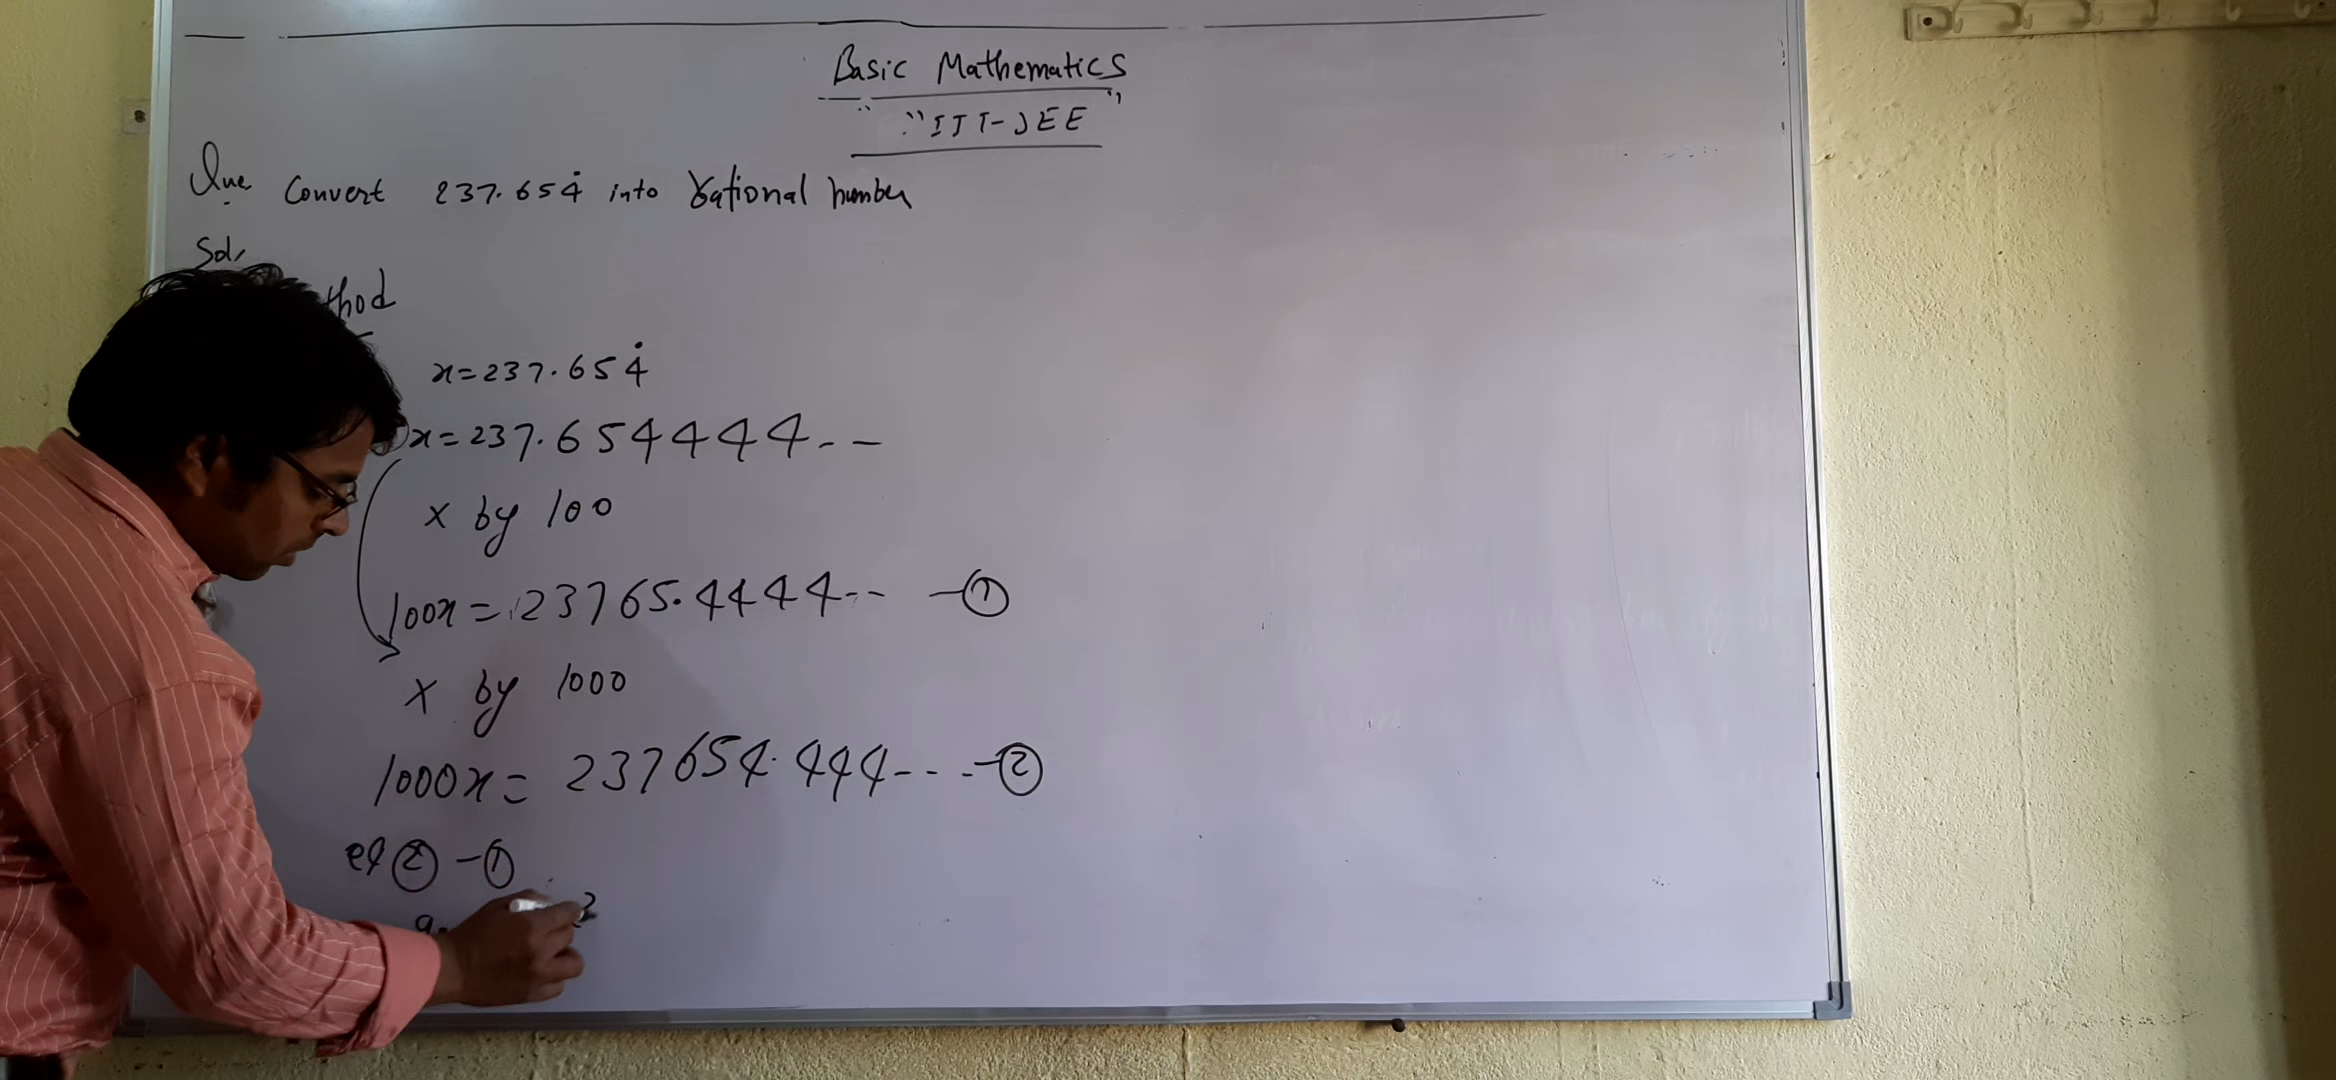 Basic Mathematics
"IIT-JEE"
Que. Convert 237.654̇ into rational number
Sol,
thod
x=237.654̇
x=237.654444.--
x by 100
100x=23765.4444-- -①
x by 1000
1000x= 237654.444--- -②
eq ② -①